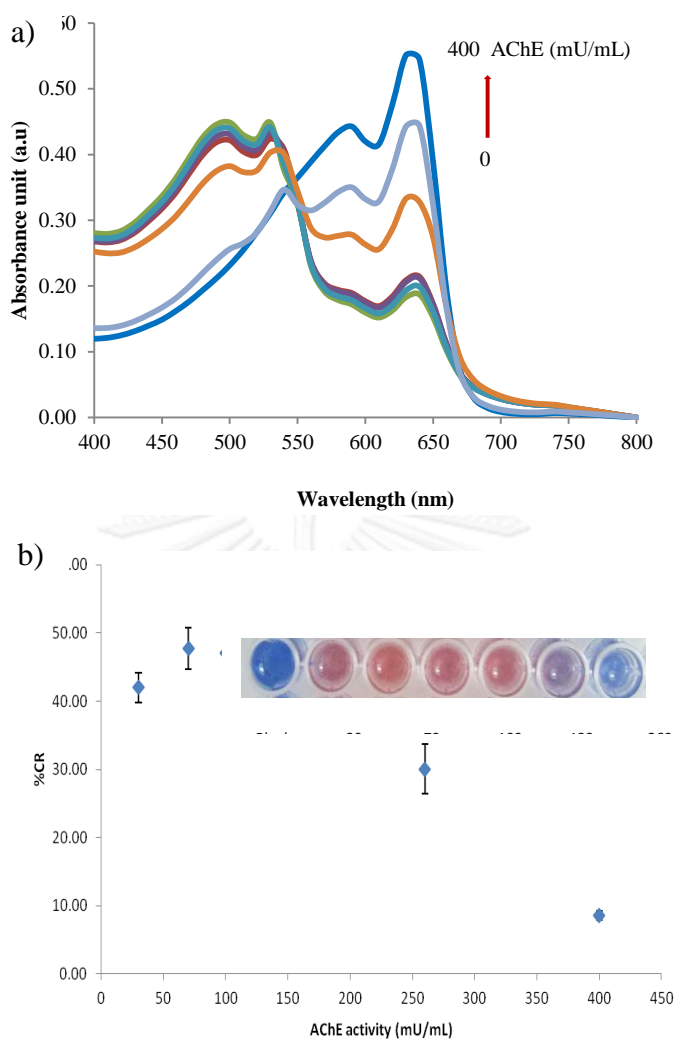 a)
400 AChE (mU/mL)
0.50
0.40
0.30
0.20
0.10
0.00
0
Absorbance unit (a.u)
400 450 500 550 600 650 700 750 800
Wavelength (nm)
b)
50.00
40.00
30.00
20.00
10.00
0.00
%CR
0 50 100 150 200 250 300 350 400 450
AChE activity (mU/mL)